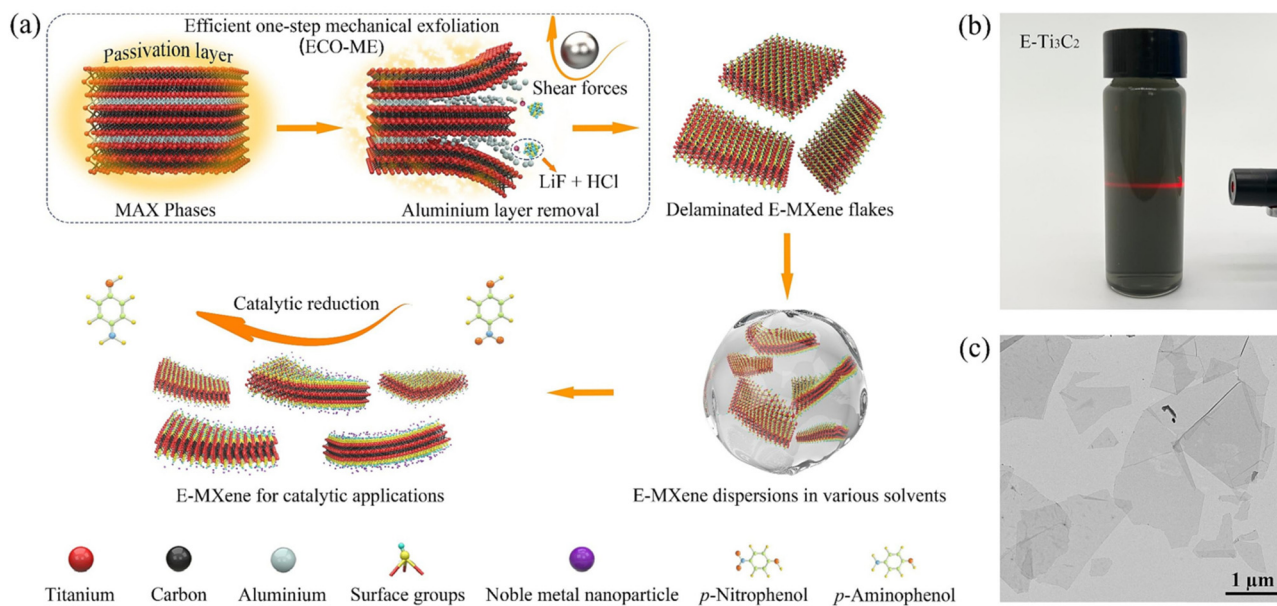 (a)
Efficient one-step mechanical exfoliation
(ECO-ME)
Passivation layer
Shear forces
LiF + HCl
MAX Phases
Aluminium layer removal
Delaminated E-MXene flakes
Catalytic reduction
E-MXene for catalytic applications
E-MXene dispersions in various solvents
Titanium
Carbon
Aluminium
Surface groups
Noble metal nanoparticle
p-Nitrophenol
p-Aminophenol
(b)
E-Ti₃C₂
(c)
1 μm